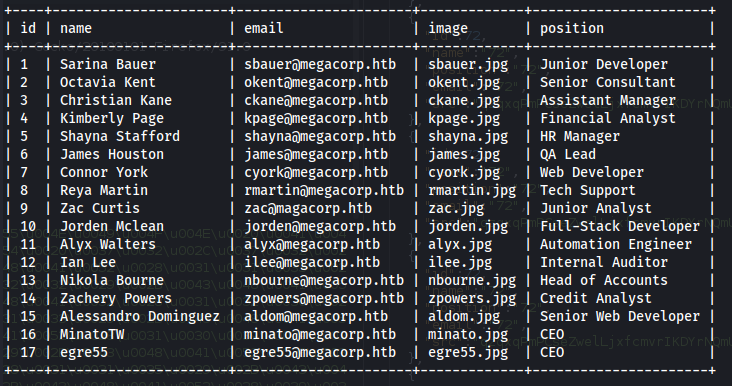 id | name | email | image | position
1 | Sarina Bauer | sbauer@megacorp.htb | sbauer.jpg | Junior Developer
2 | Octavia Kent | okent@megacorp.htb | okent.jpg | Senior Consultant
3 | Christian Kane | ckane@megacorp.htb | ckane.jpg | Assistant Manager
4 | Kimberly Page | kpage@megacorp.htb | kpage.jpg | Financial Analyst
5 | Shayna Stafford | shayna@megacorp.htb | shayna.jpg | HR Manager
6 | James Houston | james@megacorp.htb | james.jpg | QA Lead
7 | Connor York | cyork@megacorp.htb | cyork.jpg | Web Developer
8 | Reya Martin | rmartin@megacorp.htb | rmartin.jpg | Tech Support
9 | Zac Curtis | zac@magacorp.htb | zac.jpg | Junior Analyst
10 | Jorden Mclean | jorden@megacorp.htb | jorden.jpg | Full-Stack Developer
11 | Alyx Walters | alyx@megacorp.htb | alyx.jpg | Automation Engineer
12 | Ian Lee | ilee@megacorp.htb | ilee.jpg | Internal Auditor
13 | Nikola Bourne | nbourne@megacorp.htb | nbourne.jpg | Head of Accounts
14 | Zachery Powers | zpowers@megacorp.htb | zpowers.jpg | Credit Analyst
15 | Alessandro Dominguez | aldom@megacorp.htb | aldom.jpg | Senior Web Developer
16 | MinatoTW | minato@megacorp.htb | minato.jpg | CEO
17 | egre55 | egre55@megacorp.htb | egre55.jpg | CEO